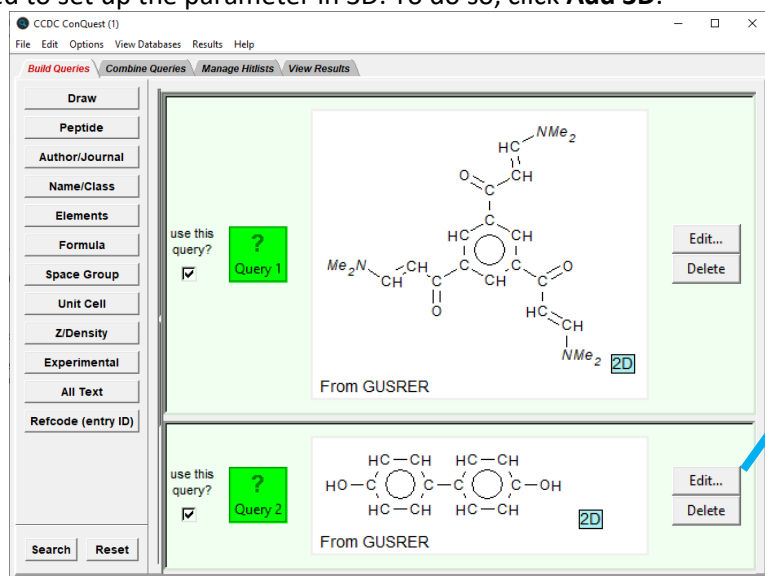 ed to set up the parameter in 3D. To do so, click Add 3D.
CCDC ConQuest (1)
File Edit Options View Databases Results Help
Build Queries Combine Queries Manage Hitlists View Results
Draw
Peptide
Author/Journal
Name/Class
Elements
Formula
Space Group
Unit Cell
Z/Density
Experimental
All Text
Refcode (entry ID)
Search Reset
use this
query?
?
Query 1
NMe2
HC
CH
O
C
C
HC CH
Me2N CH C C C O
CH C CH
O HC
CH
NMe2
2D
From GUSRER
Edit...
Delete
use this
query?
?
Query 2
HC CH HC CH
HO C C C C OH
HC CH HC CH
2D
From GUSRER
Edit...
Delete